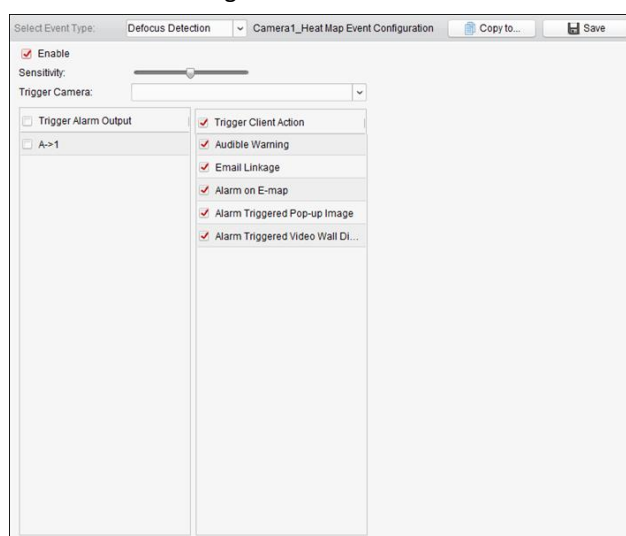 Select Event Type: Defocus Detection Camera1_Heat Map Event Configuration Copy to... Save
Enable
Sensitivity:
Trigger Camera:
Trigger Alarm Output Trigger Client Action
A->1 Audible Warning
Email Linkage
Alarm on E-map
Alarm Triggered Pop-up Image
Alarm Triggered Video Wall Di...